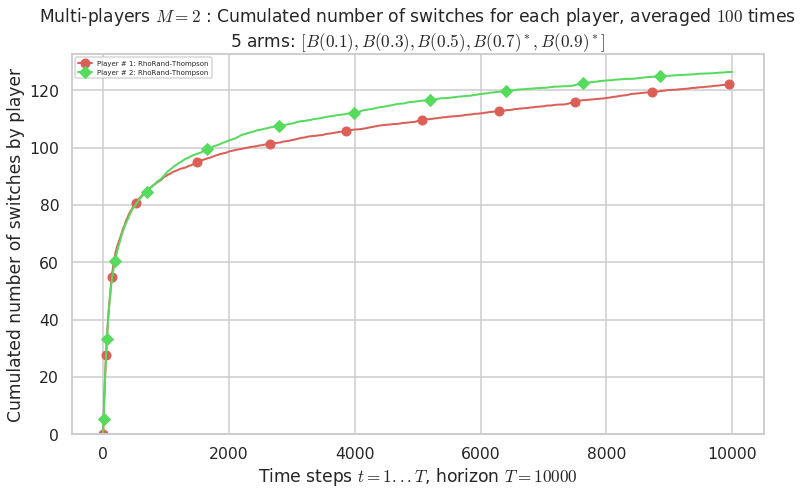 Multi-players M = 2 : Cumulated number of switches for each player, averaged 100 times
5 arms: [B(0.1), B(0.3), B(0.5), B(0.7)*, B(0.9)*]
Player # 1: RhoRand-Thompson
Player # 2: RhoRand-Thompson
Cumulated number of switches by player
120
100
80
60
40
20
0
0 2000 4000 6000 8000 10000
Time steps t = 1...T, horizon T = 10000